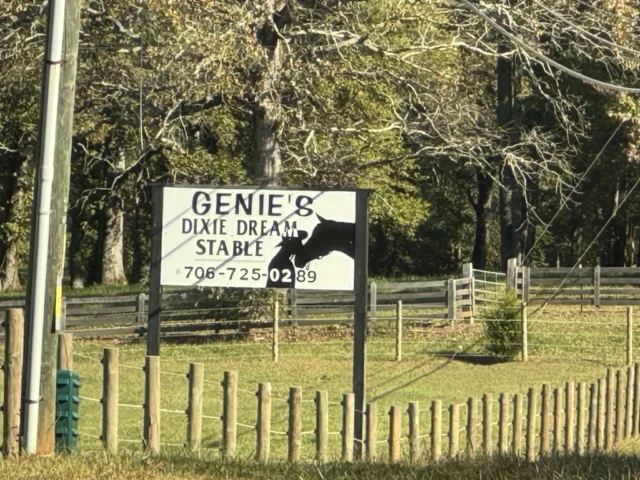 GENIE'S
DIXIE DREAM
STABLE
706-725-0289